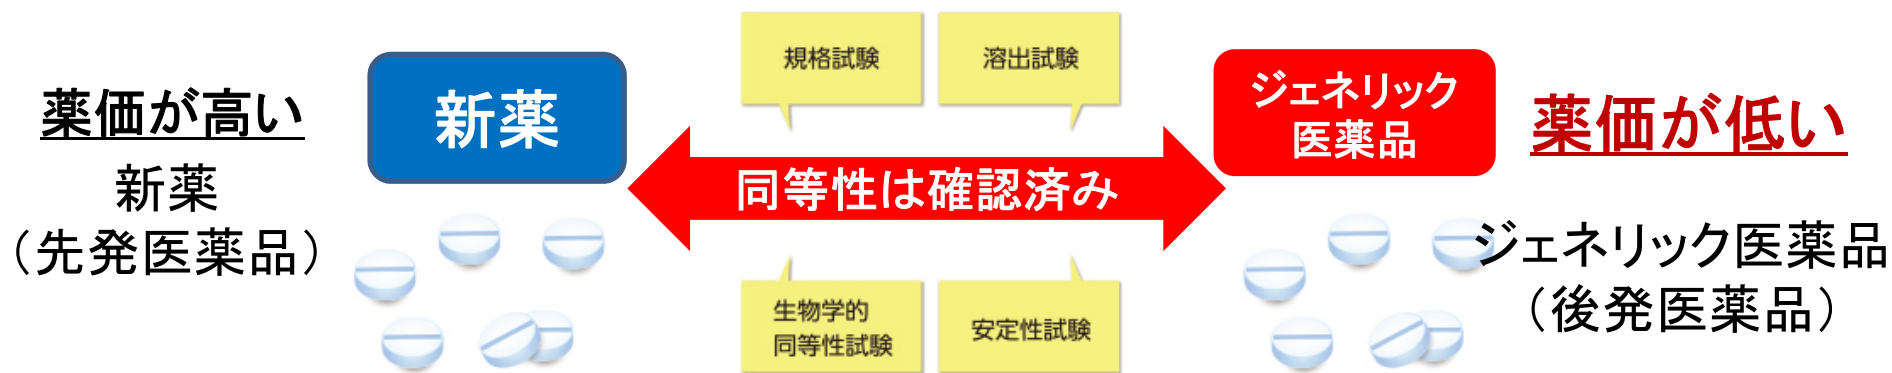 薬価が高い
新薬
（先発医薬品）
新薬
規格試験
溶出試験
同等性は確認済み
生物学的
同等性試験
安定性試験
ジェネリック
医薬品
薬価が低い
ジェネリック医薬品
（後発医薬品）